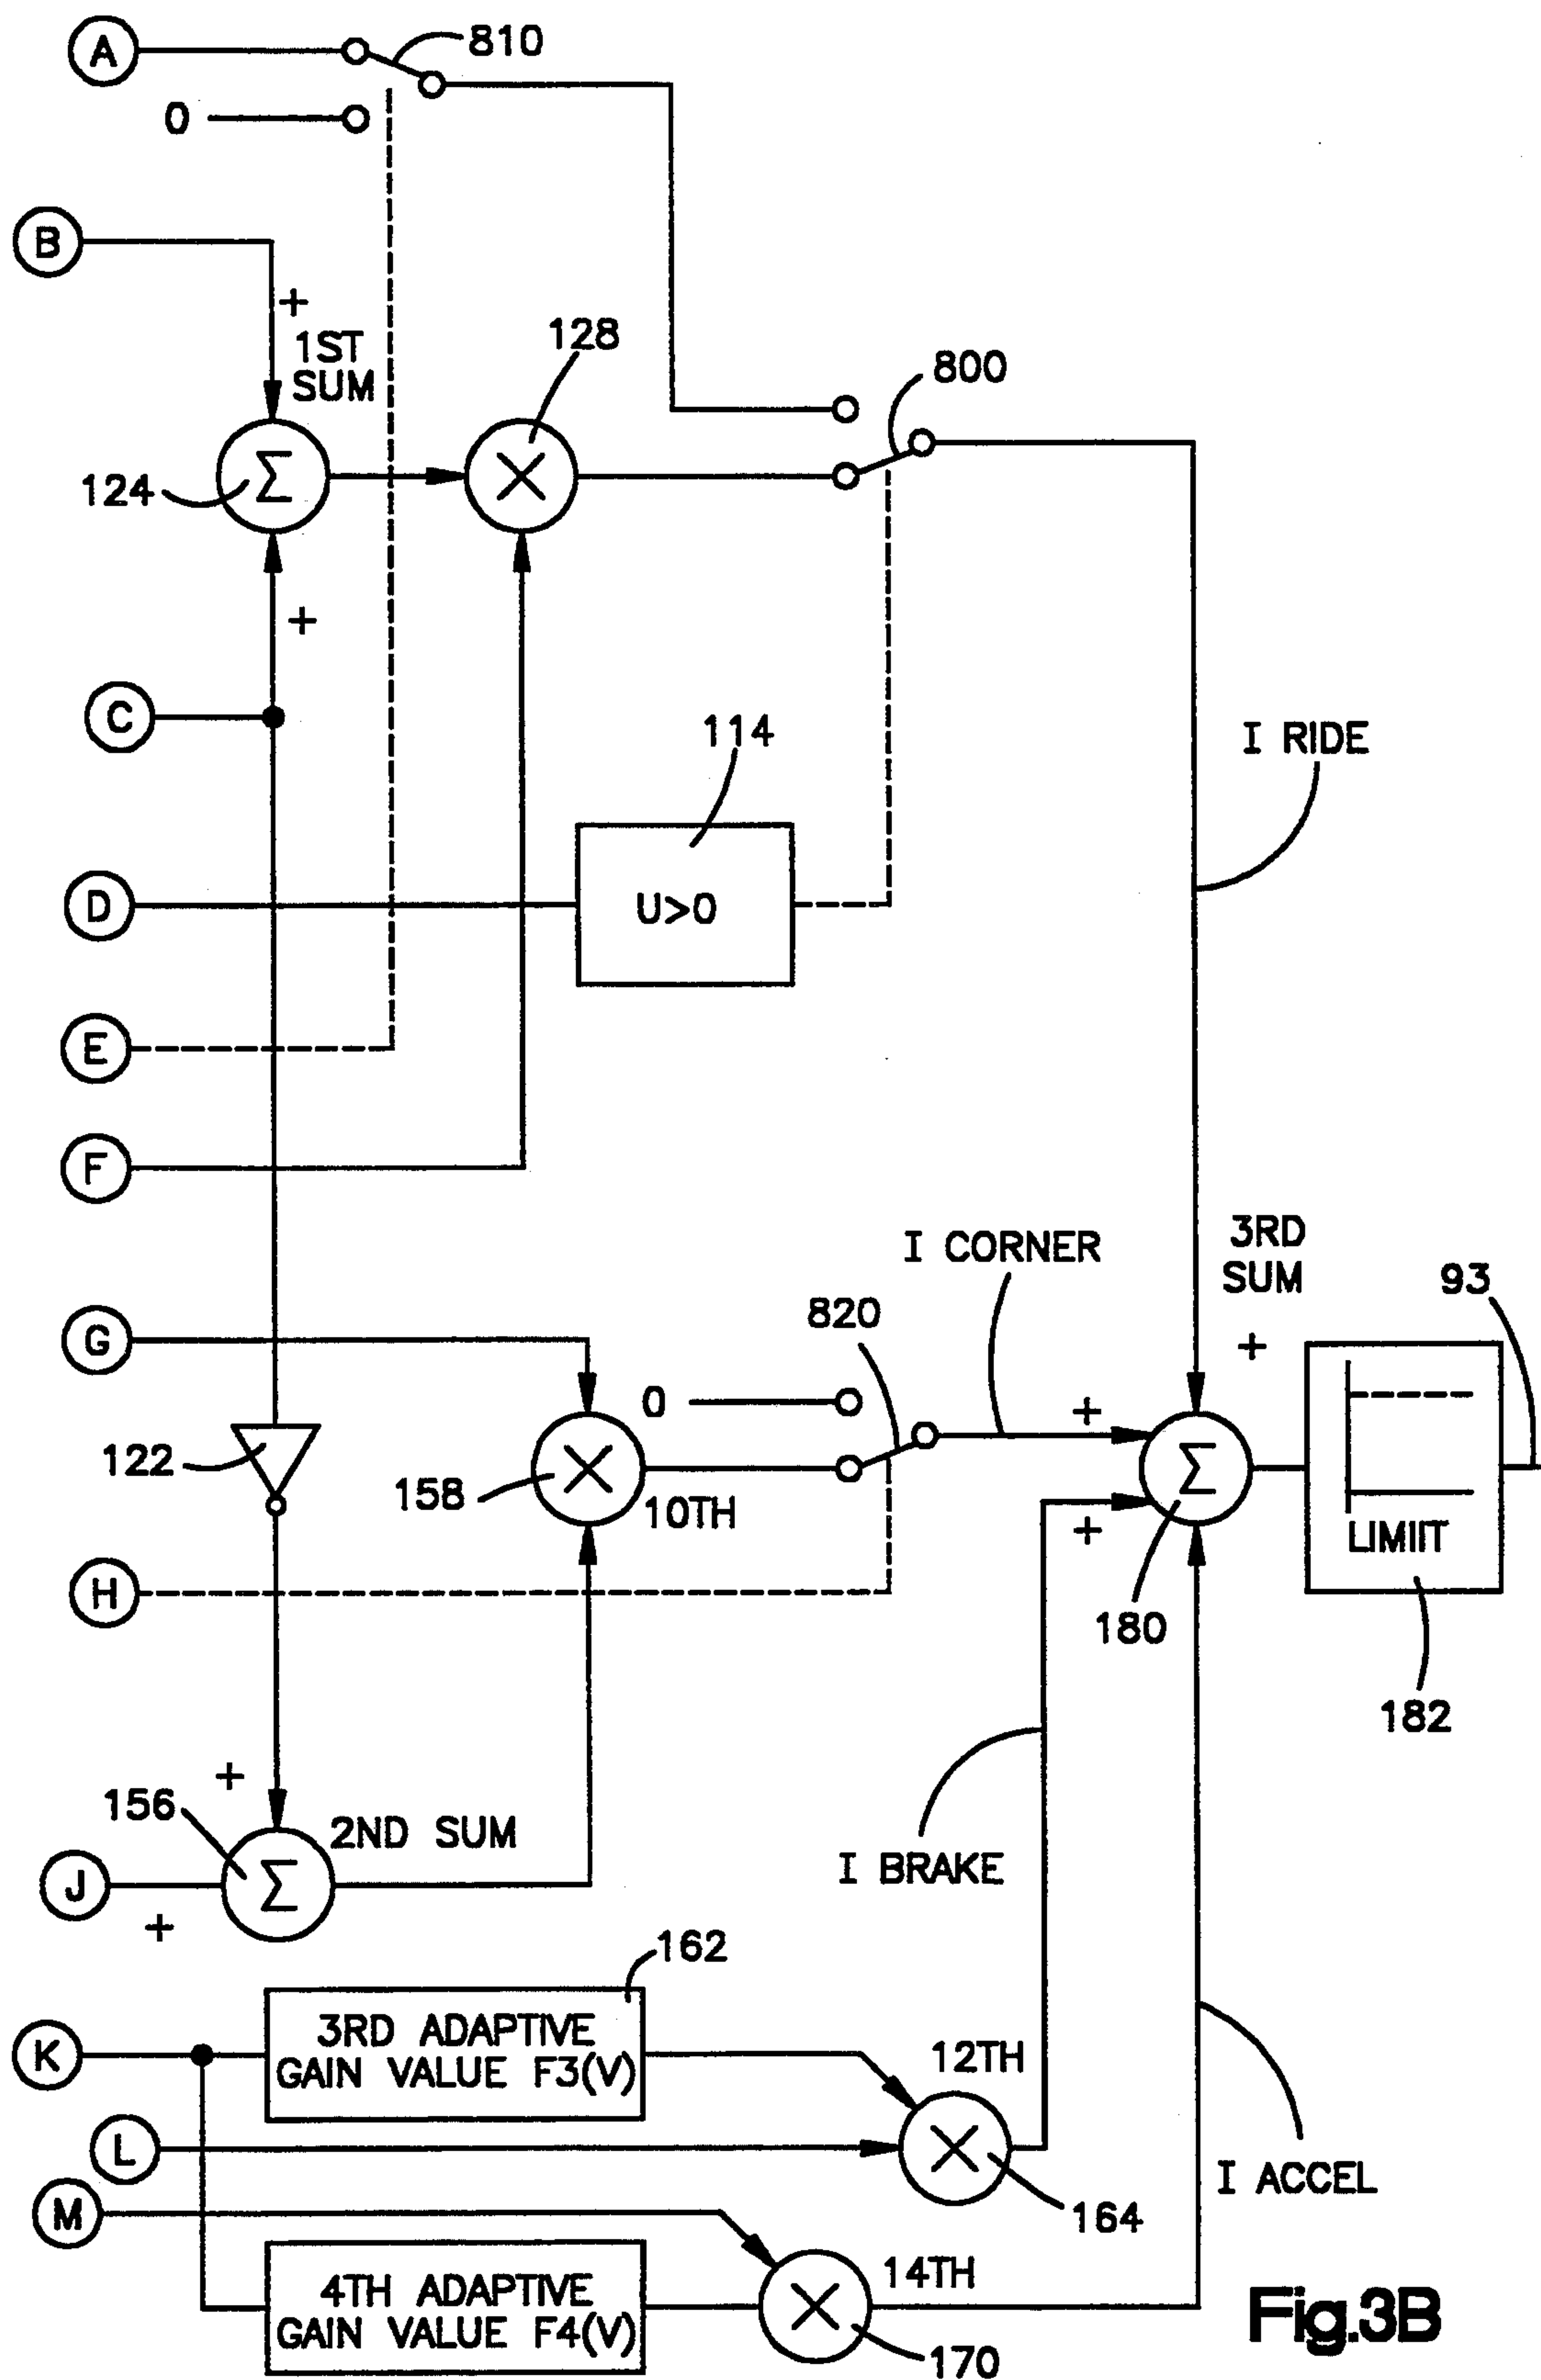 A
810
0
B
+
1ST
SUM
128
800
124
Σ
×
+
C
114
I RIDE
D
U>0
E
F
I CORNER
3RD
SUM
93
G
820
+
0
+
122
158
×
10TH
Σ
LIMIIT
+
H
180
182
+
156
2ND SUM
I BRAKE
J
Σ
+
162
K
3RD ADAPTIVE
GAIN VALUE F3(V)
12TH
L
×
I ACCEL
M
164
4TH ADAPTIVE
GAIN VALUE F4(V)
×
14TH
170
Fig.3B